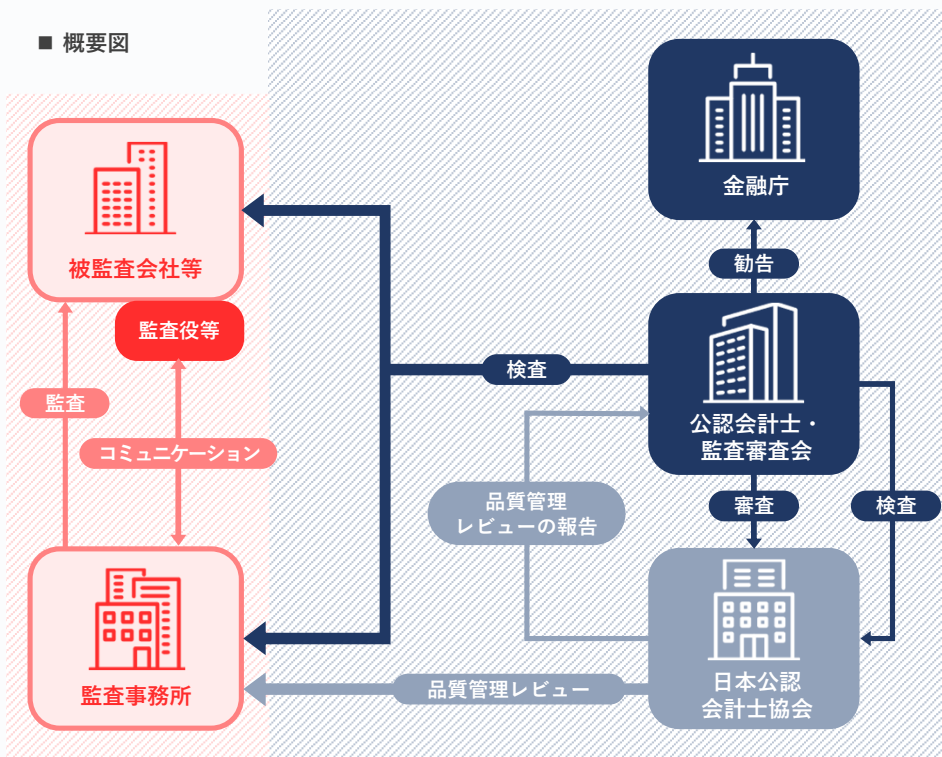 ■ 概要図
金融庁
勧告
被監査会社等
監査役等
検査
公認会計士・
監査審査会
監査
コミュニケーション
品質管理
レビューの報告
審査
検査
監査事務所
品質管理レビュー
日本公認
会計士協会